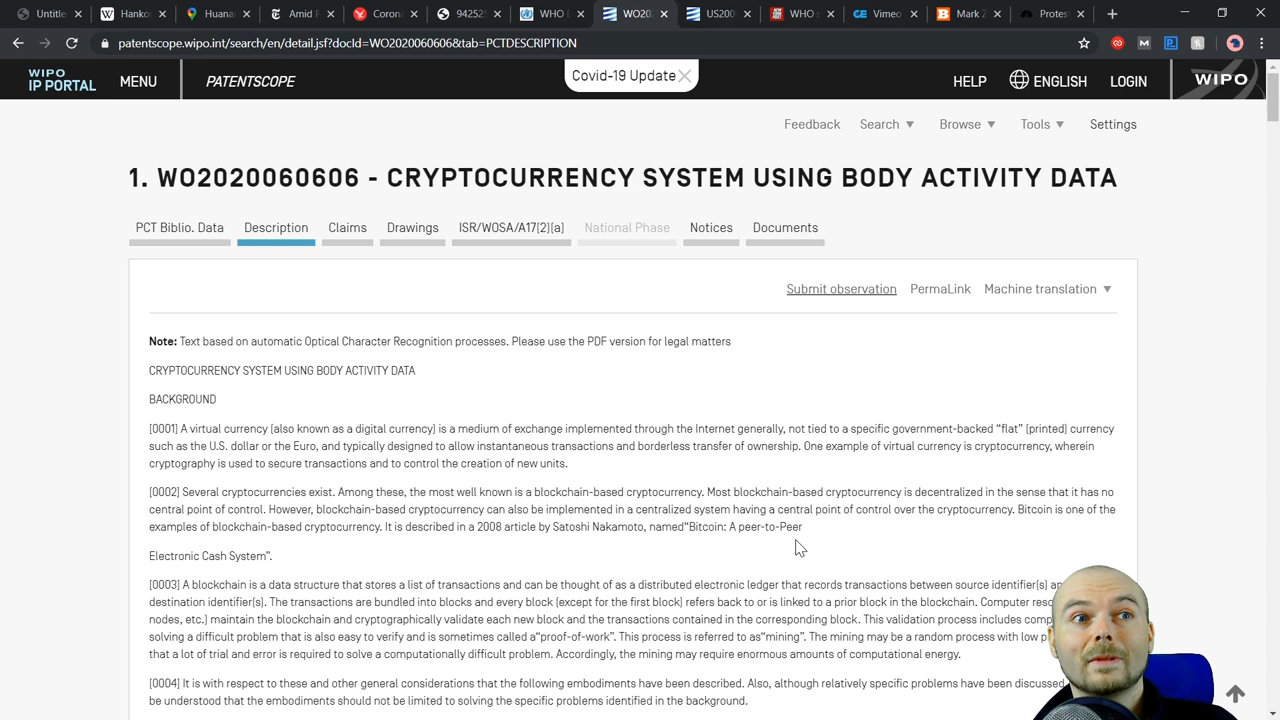 Untitle
Hanko
Huana
Amid P
Coron
94252
WHO D
WO20
US200
WHO s
Vimeo
Mark Z
Protest
patentscope.wipo.int/search/en/detail.jsf?docId=WO2020060606&tab=PCTDESCRIPTION
WIPO
IP PORTAL
MENU
PATENTSCOPE
Covid-19 Update
HELP
ENGLISH
LOGIN
WIPO
Feedback
Search
Browse
Tools
Settings
1. WO2020060606 - CRYPTOCURRENCY SYSTEM USING BODY ACTIVITY DATA
PCT Biblio. Data
Description
Claims
Drawings
ISR/WOSA/A17(2)(a)
National Phase
Notices
Documents
Submit observation
PermaLink
Machine translation
Note: Text based on automatic Optical Character Recognition processes. Please use the PDF version for legal matters
CRYPTOCURRENCY SYSTEM USING BODY ACTIVITY DATA
BACKGROUND
[0001] A virtual currency (also known as a digital currency) is a medium of exchange implemented through the Internet generally, not tied to a specific government-backed “flat” (printed) currency
such as the U.S. dollar or the Euro, and typically designed to allow instantaneous transactions and borderless transfer of ownership. One example of virtual currency is cryptocurrency, wherein
cryptography is used to secure transactions and to control the creation of new units.
[0002] Several cryptocurrencies exist. Among these, the most well known is a blockchain-based cryptocurrency. Most blockchain-based cryptocurrency is decentralized in the sense that it has no
central point of control. However, blockchain-based cryptocurrency can also be implemented in a centralized system having a central point of control over the cryptocurrency. Bitcoin is one of the
examples of blockchain-based cryptocurrency. It is described in a 2008 article by Satoshi Nakamoto, named“Bitcoin: A peer-to-Peer
Electronic Cash System”.
[0003] A blockchain is a data structure that stores a list of transactions and can be thought of as a distributed electronic ledger that records transactions between source identifier(s) an
destination identifier(s). The transactions are bundled into blocks and every block (except for the first block) refers back to or is linked to a prior block in the blockchain. Computer reso
nodes, etc.) maintain the blockchain and cryptographically validate each new block and the transactions contained in the corresponding block. This validation process includes comp
solving a difficult problem that is also easy to verify and is sometimes called a“proof-of-work”. This process is referred to as“mining”. The mining may be a random process with low p
that a lot of trial and error is required to solve a computationally difficult problem. Accordingly, the mining may require enormous amounts of computational energy.
[0004] It is with respect to these and other general considerations that the following embodiments have been described. Also, although relatively specific problems have been discussed
be understood that the embodiments should not be limited to solving the specific problems identified in the background.